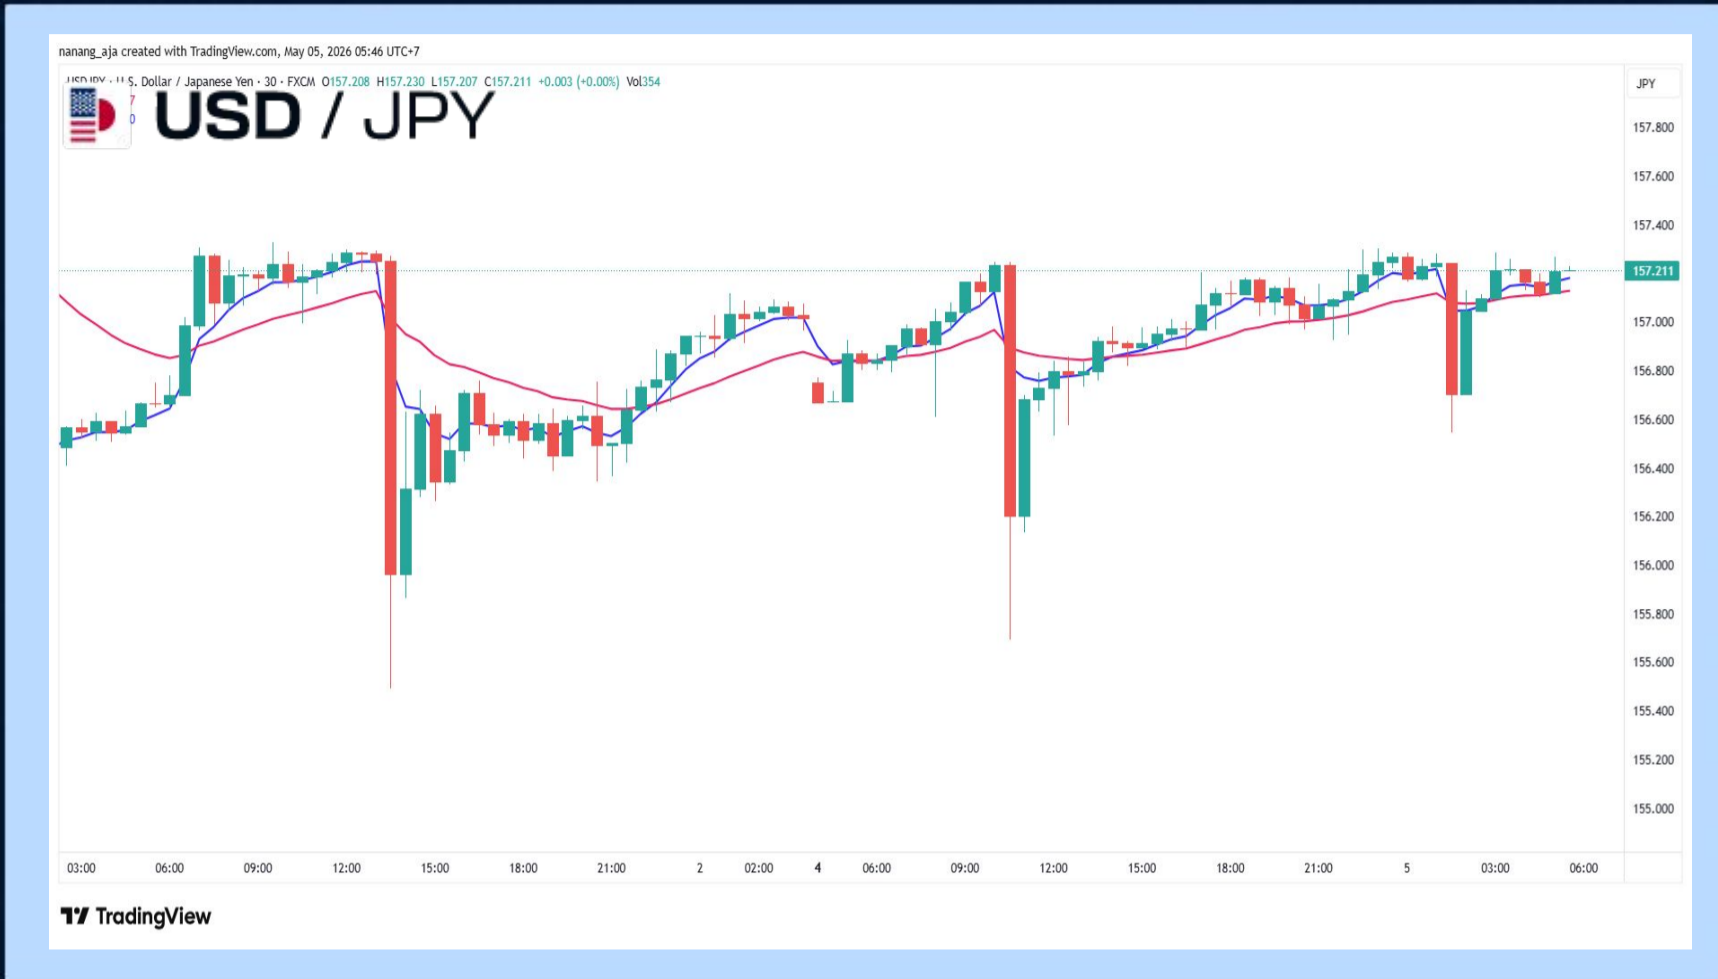 nanang_aja created with TradingView.com, May 05, 2026 05:46 UTC+7
USDJPY · U.S. Dollar / Japanese Yen · 30 · FXCM O157.208 H157.230 L157.207 C157.211 +0.003 (+0.00%) Vol354
JPY
7
0
USD / JPY
157.800
157.600
157.400
157.211
157.000
156.800
156.600
156.400
156.200
156.000
155.800
155.600
155.400
155.200
155.000
03:00 06:00 09:00 12:00 15:00 18:00 21:00 2 02:00 4 06:00 09:00 12:00 15:00 18:00 21:00 5 03:00 06:00
TradingView